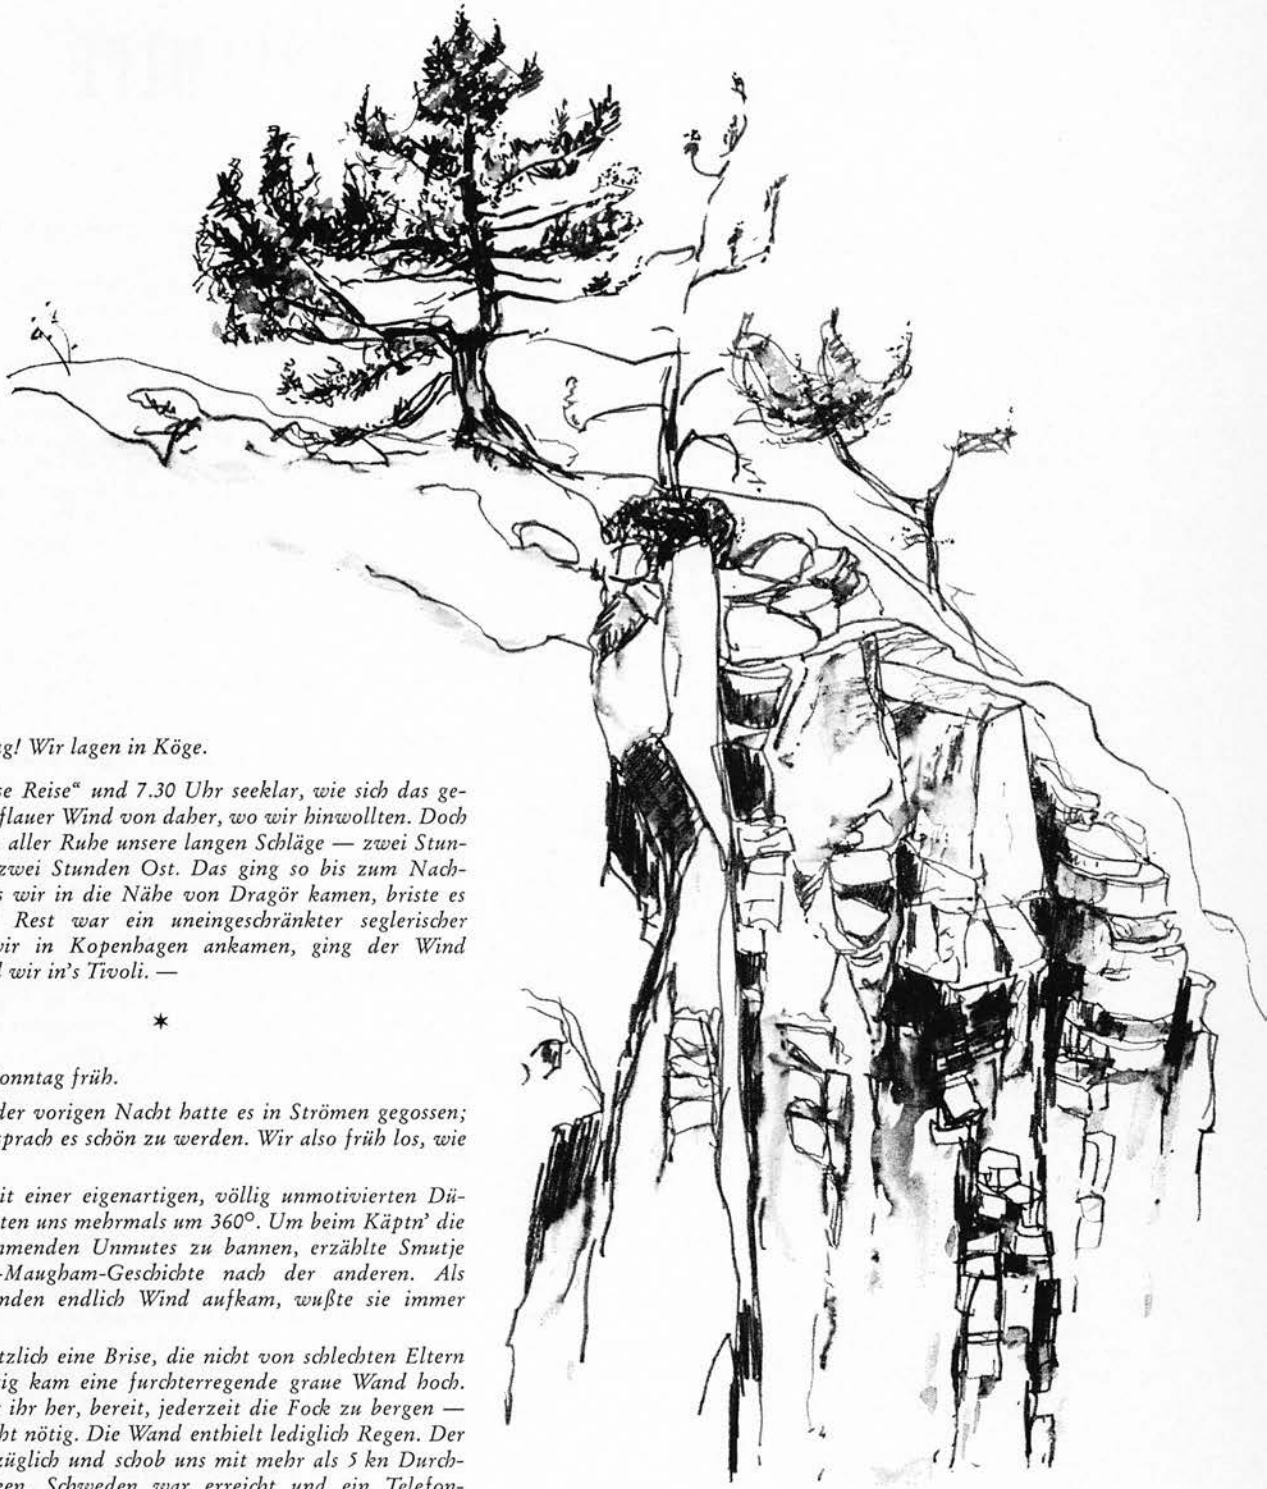 ug! Wir lagen in Köge.
se Reise“ und 7.30 Uhr seeklar, wie sich das ge-
flauer Wind von daher, wo wir hinwollten. Doch
aller Ruhe unsere langen Schläge — zwei Stun-
zwei Stunden Ost. Das ging so bis zum Nach-
s wir in die Nähe von Dragör kamen, briste es
Rest war ein uneingeschränkter seglerischer
vir in Kopenhagen ankamen, ging der Wind
l wir in's Tivoli. —
✶
onntag früh.
der vorigen Nacht hatte es in Strömen gegossen;
sprach es schön zu werden. Wir also früh los, wie
it einer eigenartigen, völlig unmotivierten Dü-
ten uns mehrmals um 360°. Um beim Käptn' die
nmenden Unmutes zu bannen, erzählte Smutje
-Maugham-Geschichte nach der anderen. Als
nden endlich Wind aufkam, wußte sie immer
tzlich eine Brise, die nicht von schlechten Eltern
ig kam eine furchterregende graue Wand hoch.
ihr her, bereit, jederzeit die Fock zu bergen —
ht nötig. Die Wand enthielt lediglich Regen. Der
züglich und schob uns mit mehr als 5 kn Durch-
gen. Schweden war erreicht und ein Telefon-